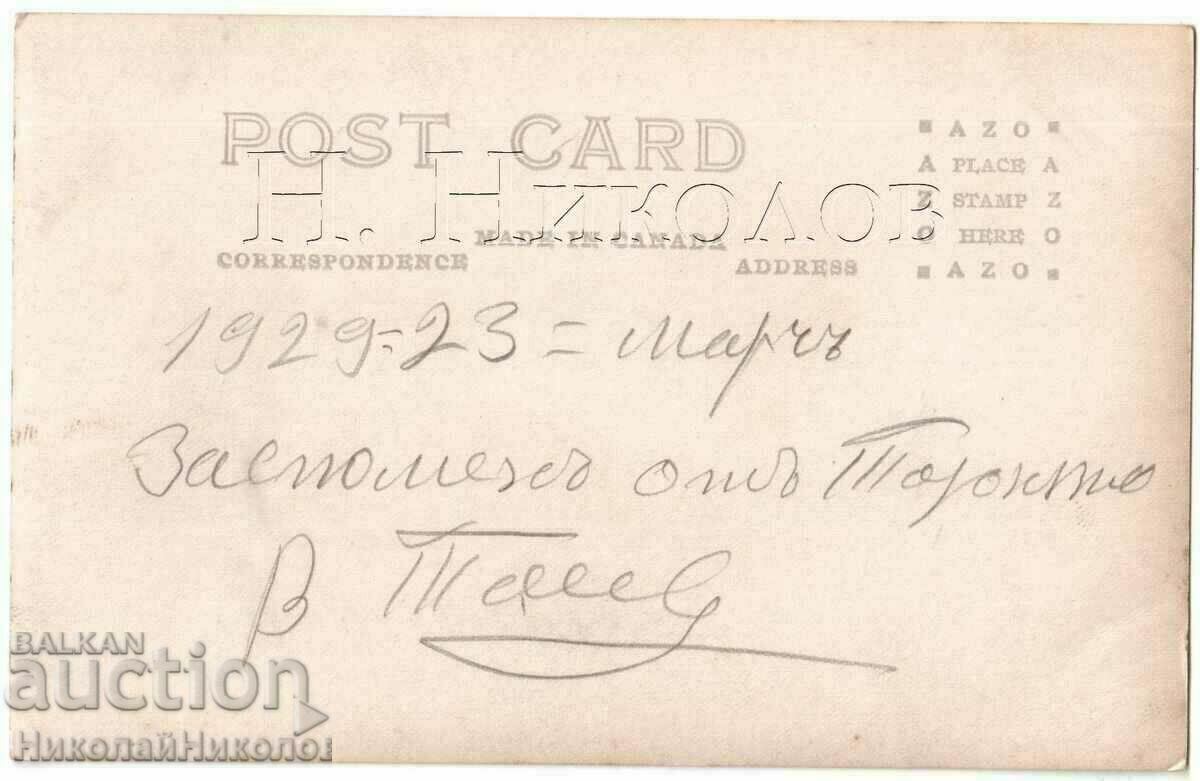 POST CARD
Н. Николов
MADE IN CANADA
CORRESPONDENCE
ADDRESS
AZO
A PLACE A
Z STAMP Z
O HERE O
AZO
1929-23 = Марчъ
Заспоменъ отъ Торонто
В
BALKAN
auction
НиколайНиколов